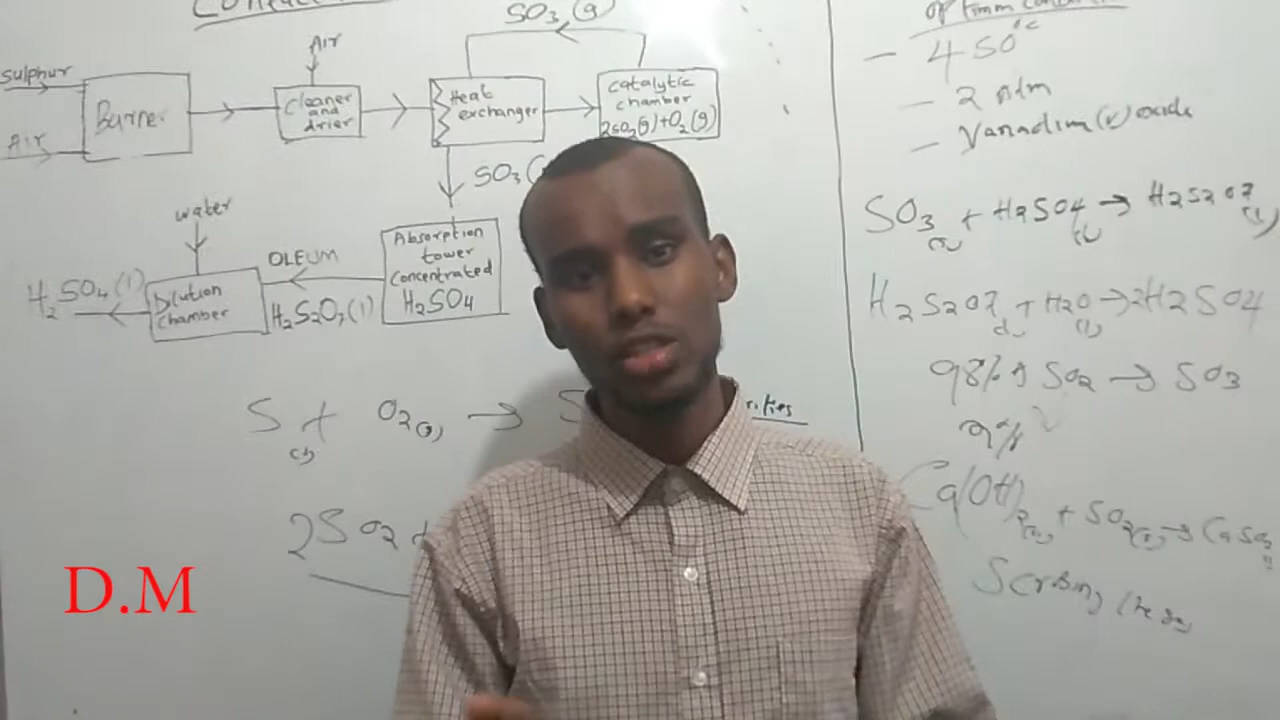 SO3(g)
Air
Sulphur
Air
Burner
Cleaner
and
drier
Heat
exchanger
catalytic
chamber
2SO2(g)+O2(g)
SO3(
water
H2SO4(l)
Dilution
chamber
OLEUM
H2S2O7(l)
Absorption
tower
concentrated
H2SO4
S(s) + O2(g) →
2SO2
- 450°C
- 2 Atm
- Vanadium(v) oxide
SO3 + H2SO4(l) → H2S2O7(l)
H2S2O7(l) + H2O(l) → 2H2SO4
98% SO2 → SO3
2%
Ca(OH)2 + SO2 → CaSO3
D.M